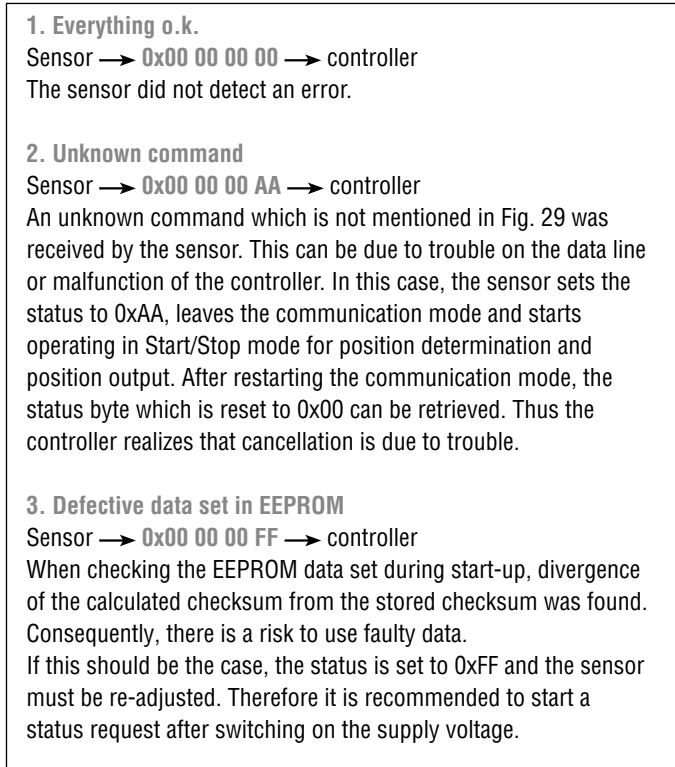 1. Everything o.k.
Sensor → 0x00 00 00 00 → controller
The sensor did not detect an error.
2. Unknown command
Sensor → 0x00 00 00 AA → controller
An unknown command which is not mentioned in Fig. 29 was
received by the sensor. This can be due to trouble on the data line
or malfunction of the controller. In this case, the sensor sets the
status to 0xAA, leaves the communication mode and starts
operating in Start/Stop mode for position determination and
position output. After restarting the communication mode, the
status byte which is reset to 0x00 can be retrieved. Thus the
controller realizes that cancellation is due to trouble.
3. Defective data set in EEPROM
Sensor → 0x00 00 00 FF → controller
When checking the EEPROM data set during start-up, divergence
of the calculated checksum from the stored checksum was found.
Consequently, there is a risk to use faulty data.
If this should be the case, the status is set to 0xFF and the sensor
must be re-adjusted. Therefore it is recommended to start a
status request after switching on the supply voltage.